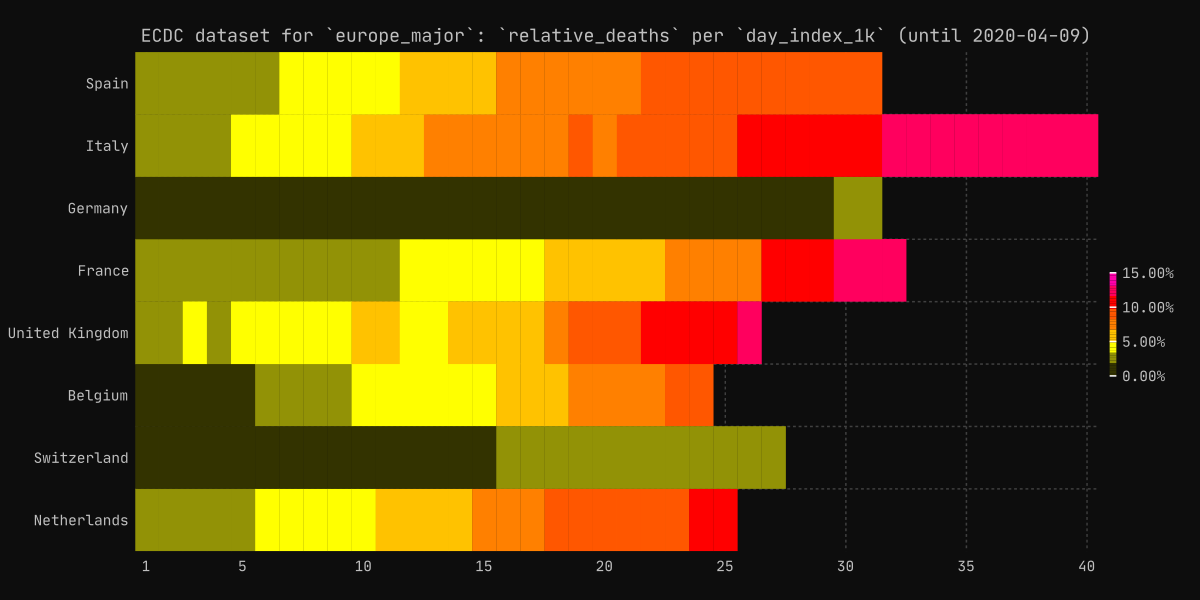 ECDC dataset for `europe_major`: `relative_deaths` per `day_index_1k` (until 2020-04-09)
Spain
Italy
Germany
France
United Kingdom
Belgium
Switzerland
Netherlands
15.00%
10.00%
5.00%
0.00%
1 5 10 15 20 25 30 35 40